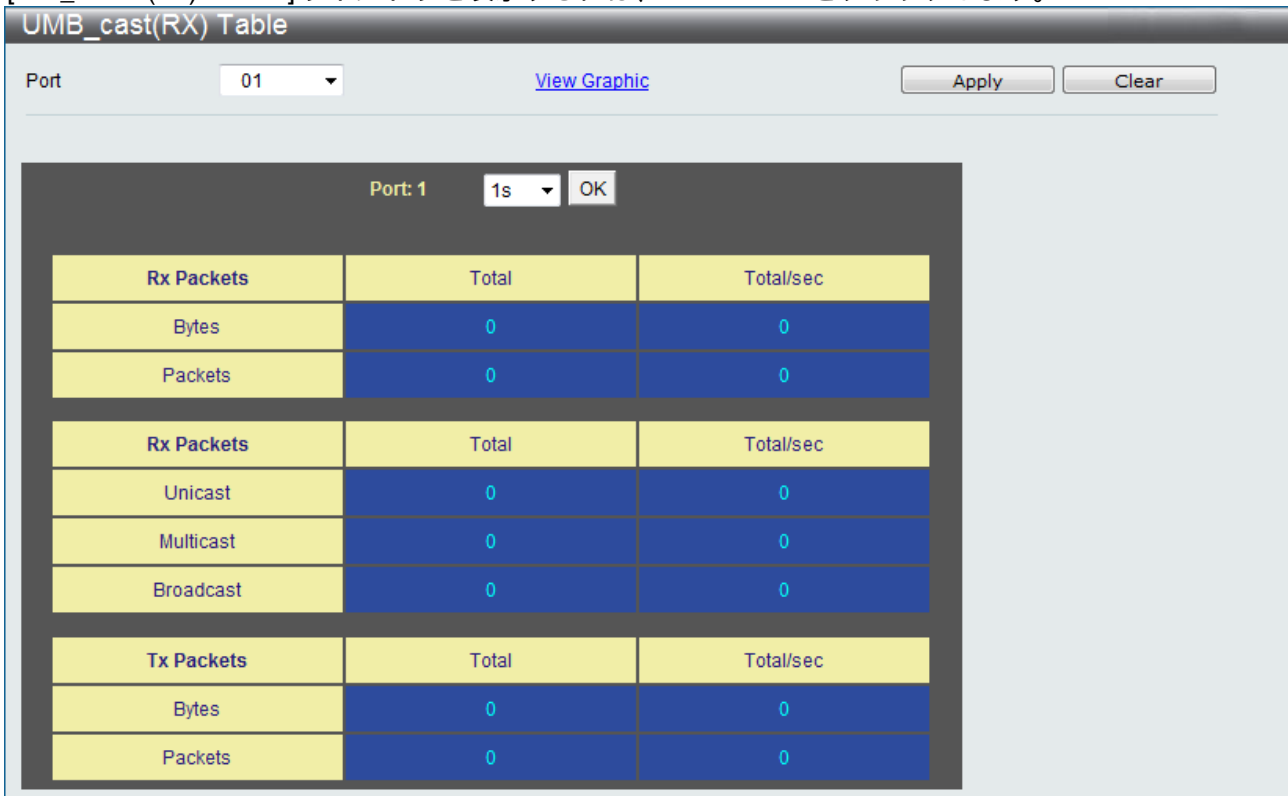 UMB_cast(RX) Table
Port 01 View Graphic Apply Clear
Port: 1 1s OK
Rx Packets Total Total/sec
Bytes 0 0
Packets 0 0
Rx Packets Total Total/sec
Unicast 0 0
Multicast 0 0
Broadcast 0 0
Tx Packets Total Total/sec
Bytes 0 0
Packets 0 0